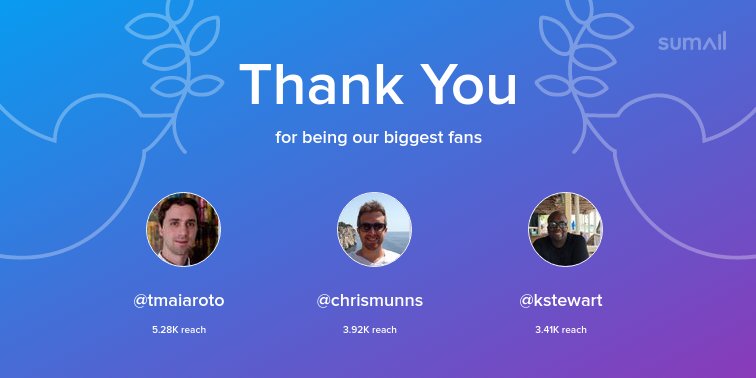 sumall
Thank You
for being our biggest fans
@tmaiaroto
@chrismunns
@kstewart
5.28K reach
3.92K reach
3.41K reach